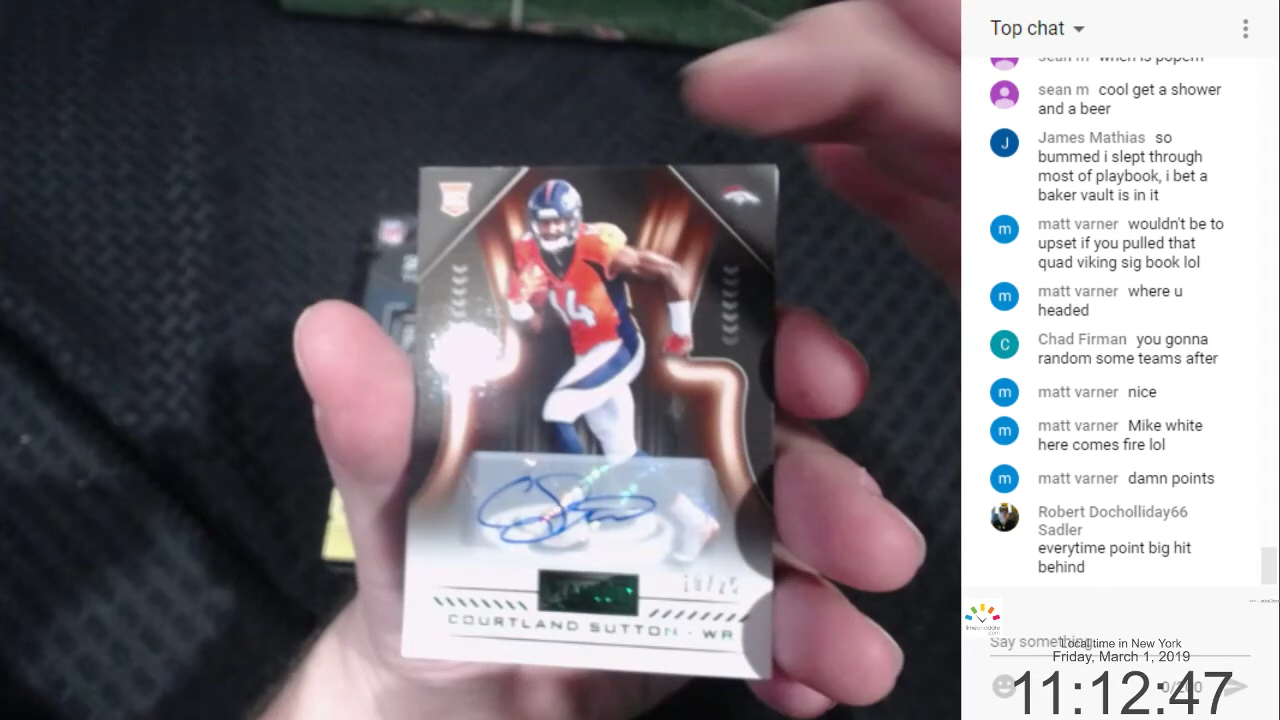 14
COURTLAND SUTTON - WR
Top chat
sean m when is popem
sean m cool get a shower
and a beer
J
James Mathias so
bummed i slept through
most of playbook, i bet a
baker vault is in it
m
matt varner wouldn't be to
upset if you pulled that
quad viking sig book lol
m
matt varner where u
headed
C
Chad Firman you gonna
random some teams after
m
matt varner nice
m
matt varner Mike white
here comes fire lol
m
matt varner damn points
Robert Docholliday66
Sadler
everytime point big hit
behind
timeanddate
.com
Say something...
Local time in New York
Friday, March 1, 2019
11:12:47